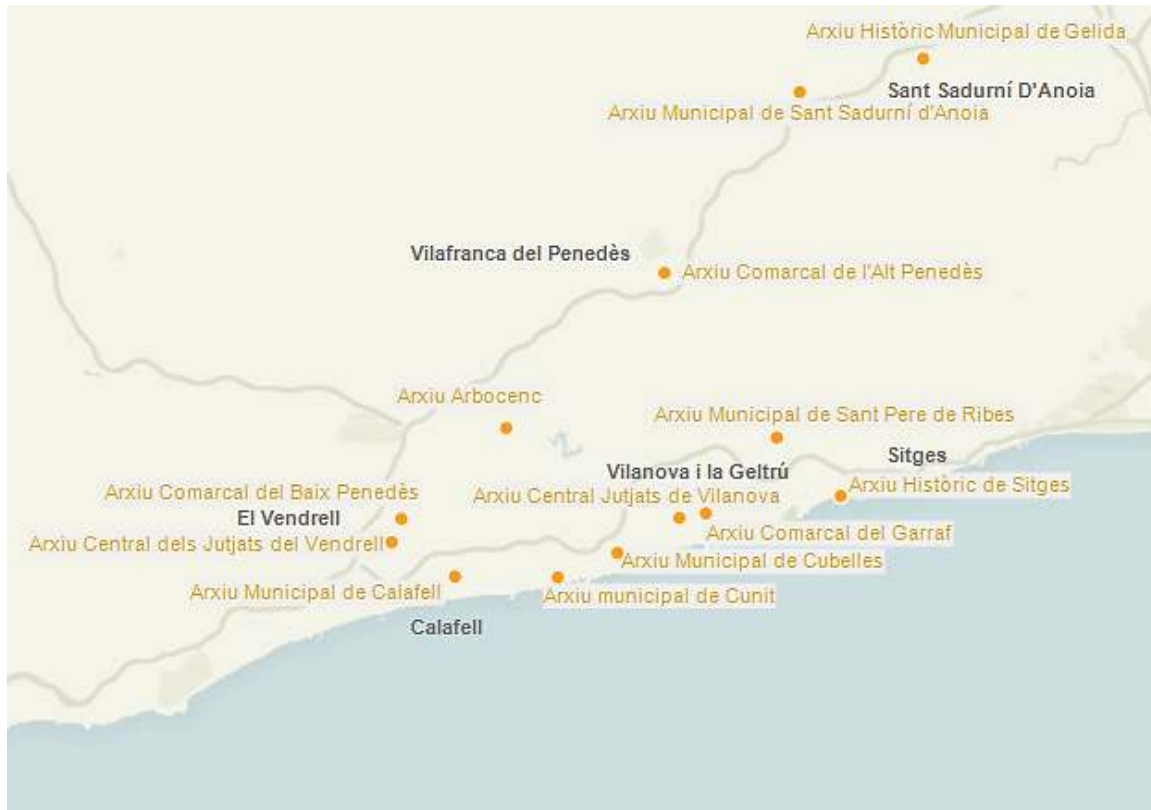 Arxiu Històric Municipal de Gelida
Sant Sadurní D'Anoia
Arxiu Municipal de Sant Sadurní d'Anoia
Vilafranca del Penedès
Arxiu Comarcal de l'Alt Penedès
Arxiu Arbocenc
Arxiu Municipal de Sant Pere de Ribes
Sitges
Vilanova i la Geltrú
Arxiu Històric de Sitges
Arxiu Comarcal del Baix Penedès
Arxiu Central Jutjats de Vilanova
El Vendrell
Arxiu Comarcal del Garraf
Arxiu Central dels Jutjats del Vendrell
Arxiu Municipal de Cubelles
Arxiu Municipal de Calafell
Arxiu municipal de Cunit
Calafell